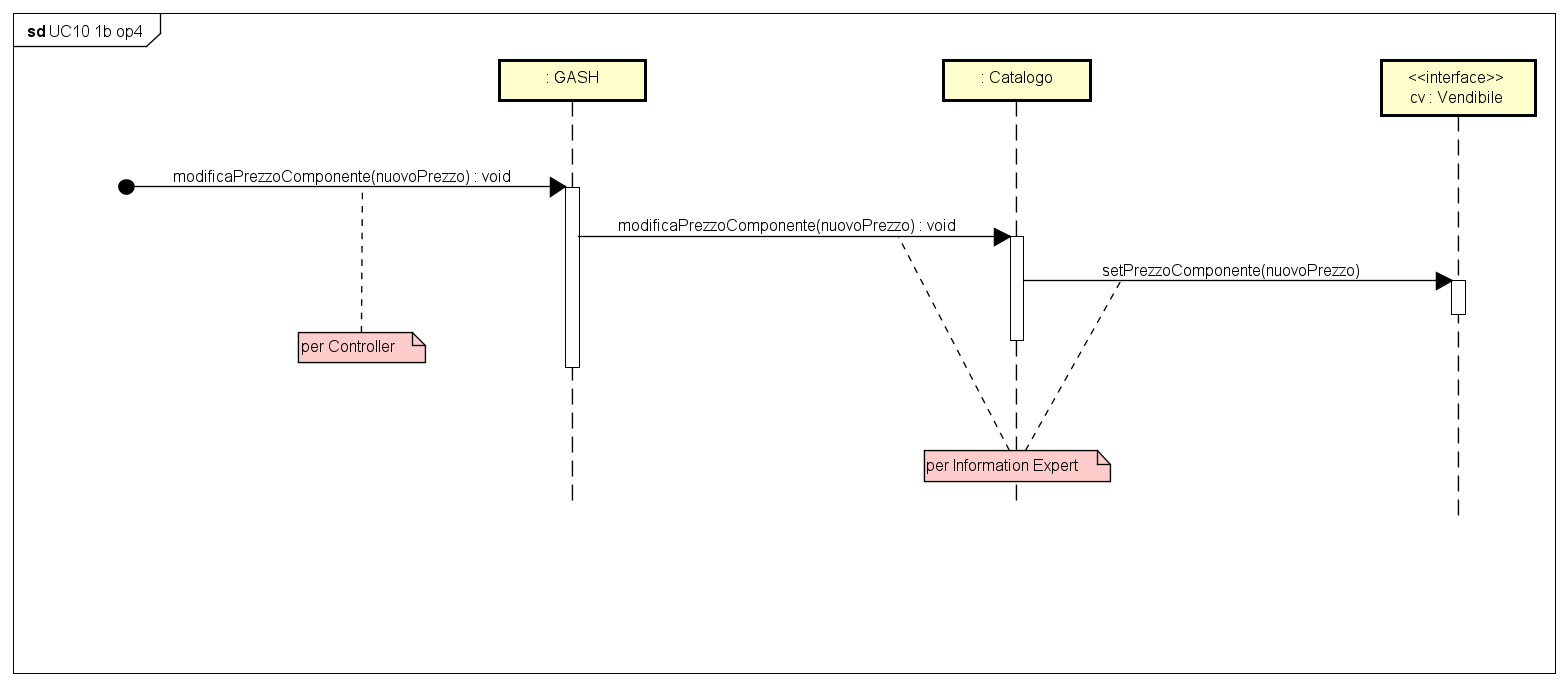 sd UC10 1b op4
: GASH
: Catalogo
<<interface>>
cv : Vendibile
modificaPrezzoComponente(nuovoPrezzo) : void
modificaPrezzoComponente(nuovoPrezzo) : void
setPrezzoComponente(nuovoPrezzo)
per Controller
per Information Expert